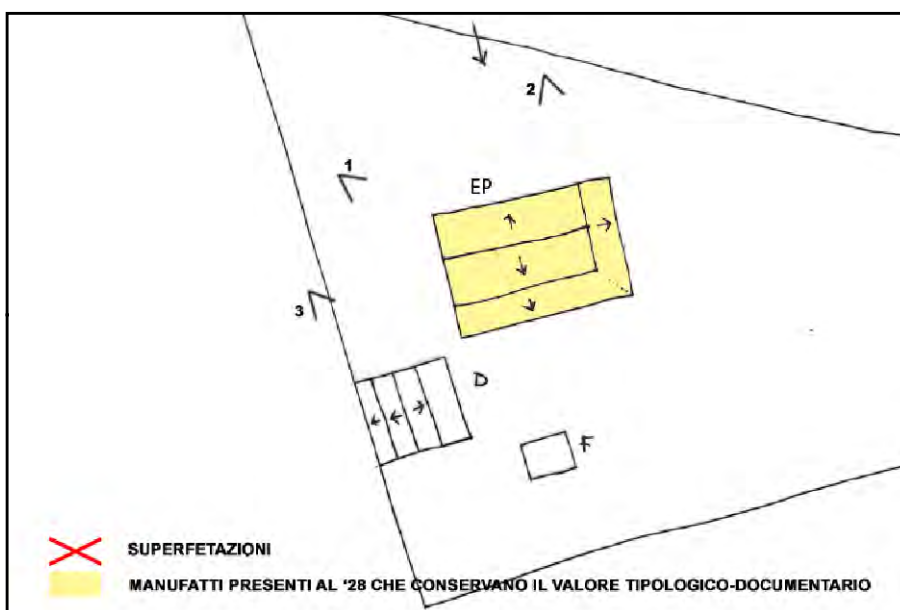 2
1
EP
3
D
F
SUPERFETAZIONI
MANUFATTI PRESENTI AL '28 CHE CONSERVANO IL VALORE TIPOLOGICO-DOCUMENTARIO